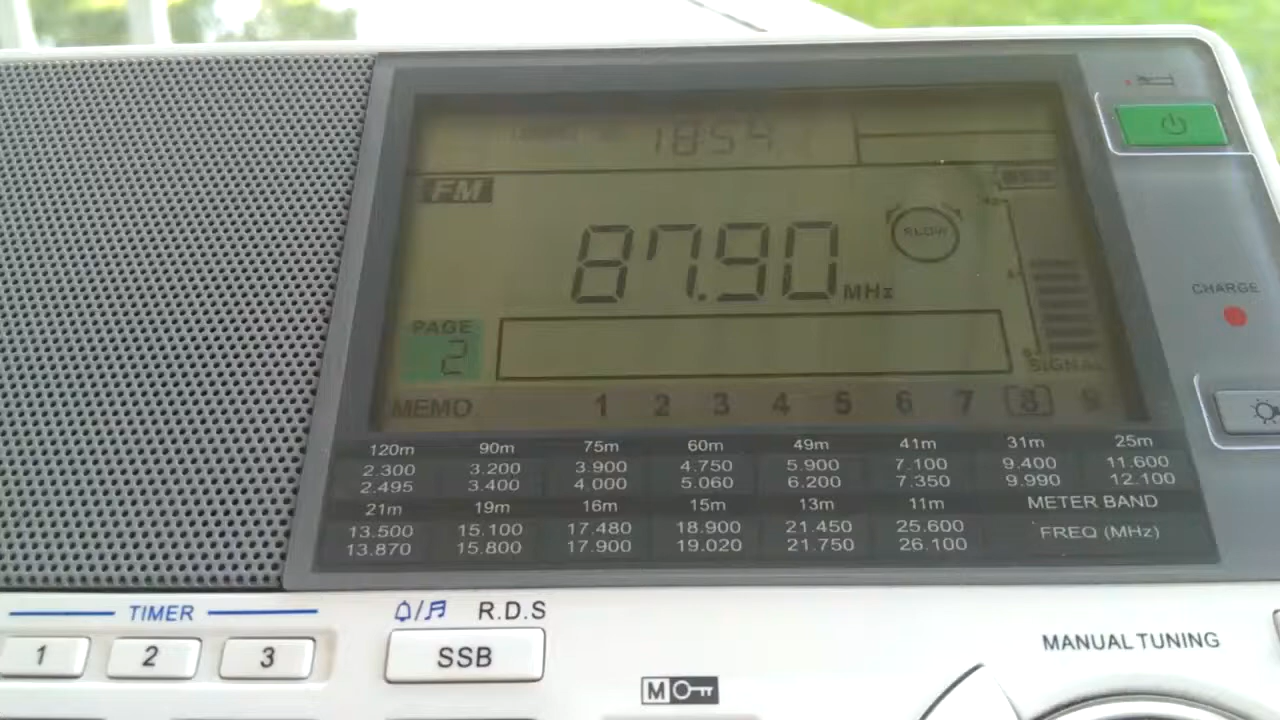 18:54
FM
87.90 MHz
SLOW
PAGE
2
CHARGE
SIGNAL
MEMO 1 2 3 4 5 6 7 8 9
120m 90m 75m 60m 49m 41m 31m 25m
2.300 3.200 3.900 4.750 5.900 7.100 9.400 11.600
2.495 3.400 4.000 5.060 6.200 7.350 9.990 12.100
21m 19m 16m 15m 13m 11m METER BAND
13.500 15.100 17.480 18.900 21.450 25.600 FREQ (MHz)
13.870 15.800 17.900 19.020 21.750 26.100
TIMER
R.D.S
1 2 3
SSB
MANUAL TUNING
M